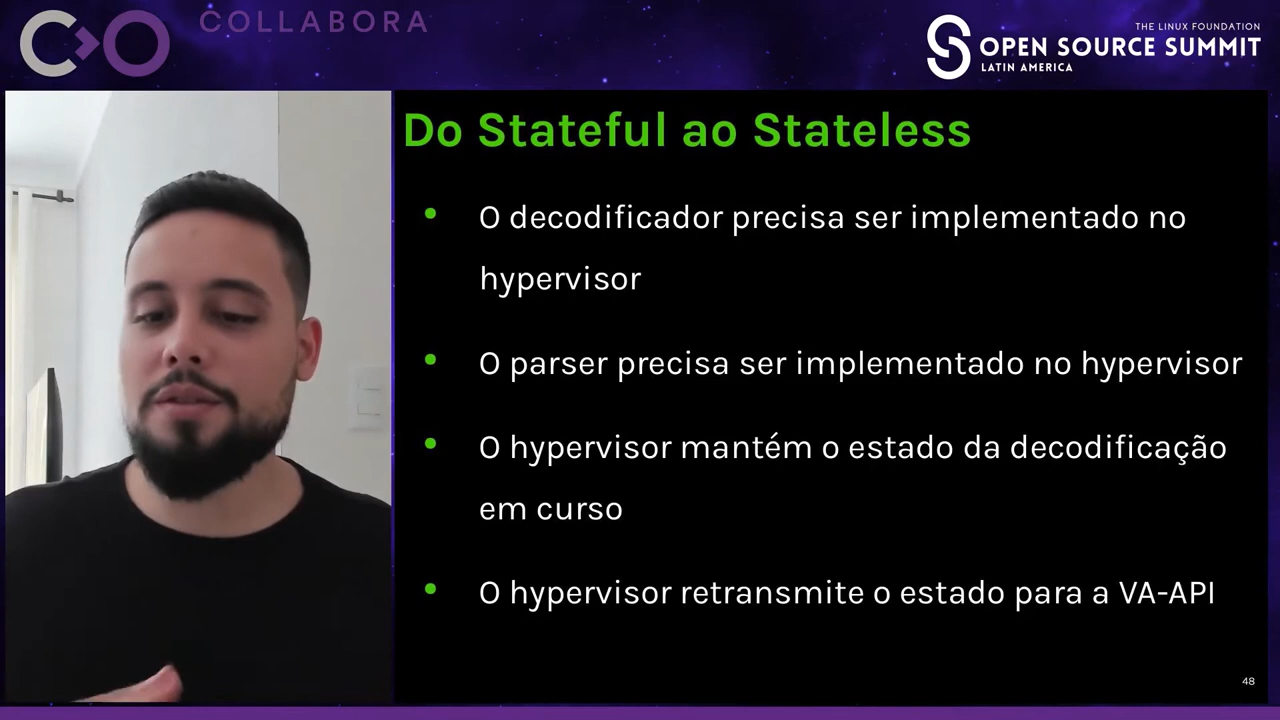 COLLABORA
THE LINUX FOUNDATION
OPEN SOURCE SUMMIT
LATIN AMERICA
Do Stateful ao Stateless
• O decodificador precisa ser implementado no
hypervisor
• O parser precisa ser implementado no hypervisor
• O hypervisor mantém o estado da decodificação
em curso
• O hypervisor retransmite o estado para a VA-API
48